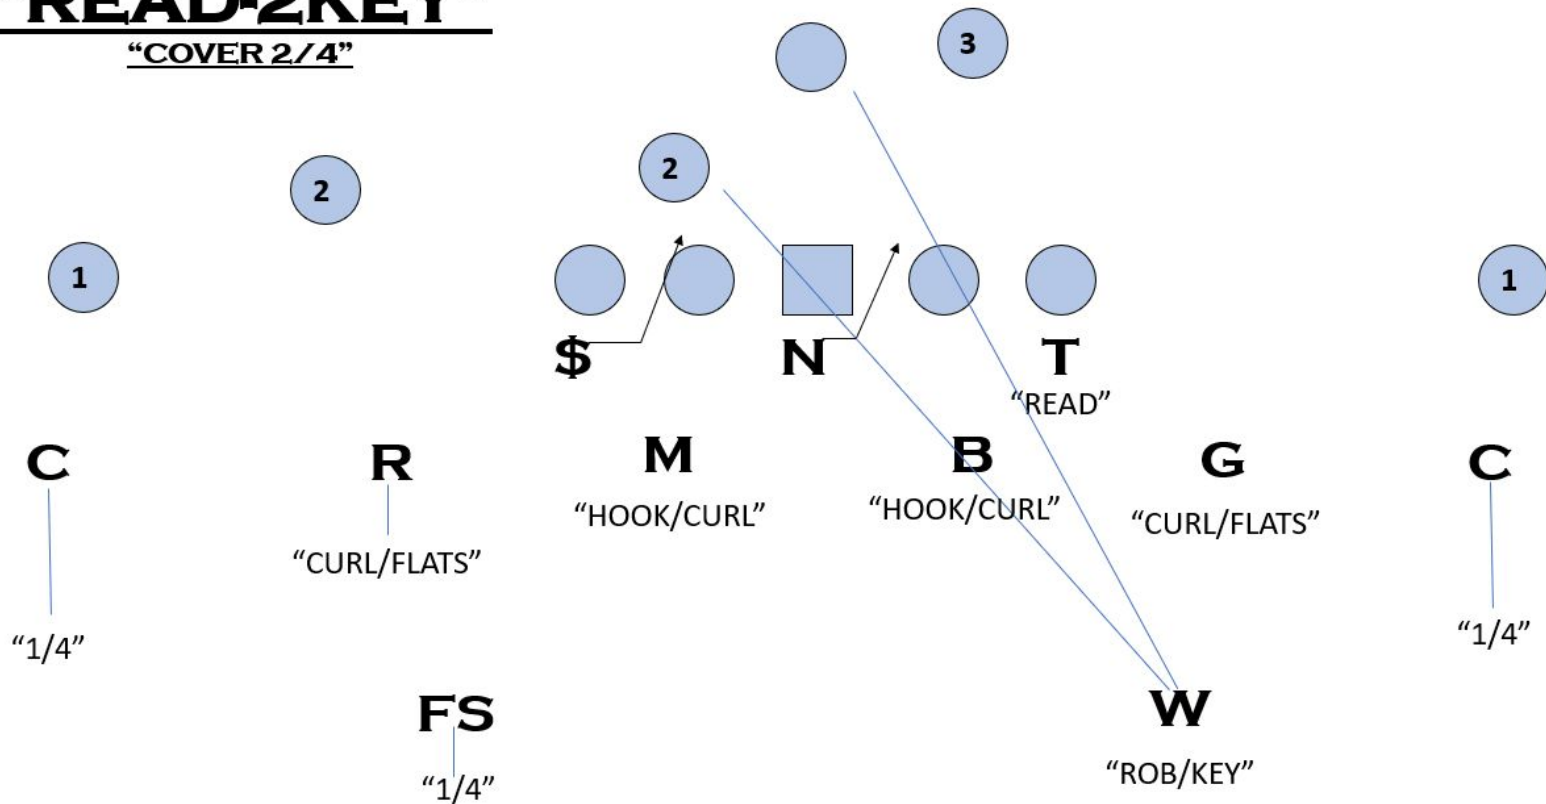 "READ-2KEY"
"COVER 2/4"
3
2
2
1
1
$ N T
"READ"
C R M B G C
"HOOK/CURL" "HOOK/CURL" "CURL/FLATS"
"CURL/FLATS"
"1/4" "1/4"
FS W
"1/4" "ROB/KEY"